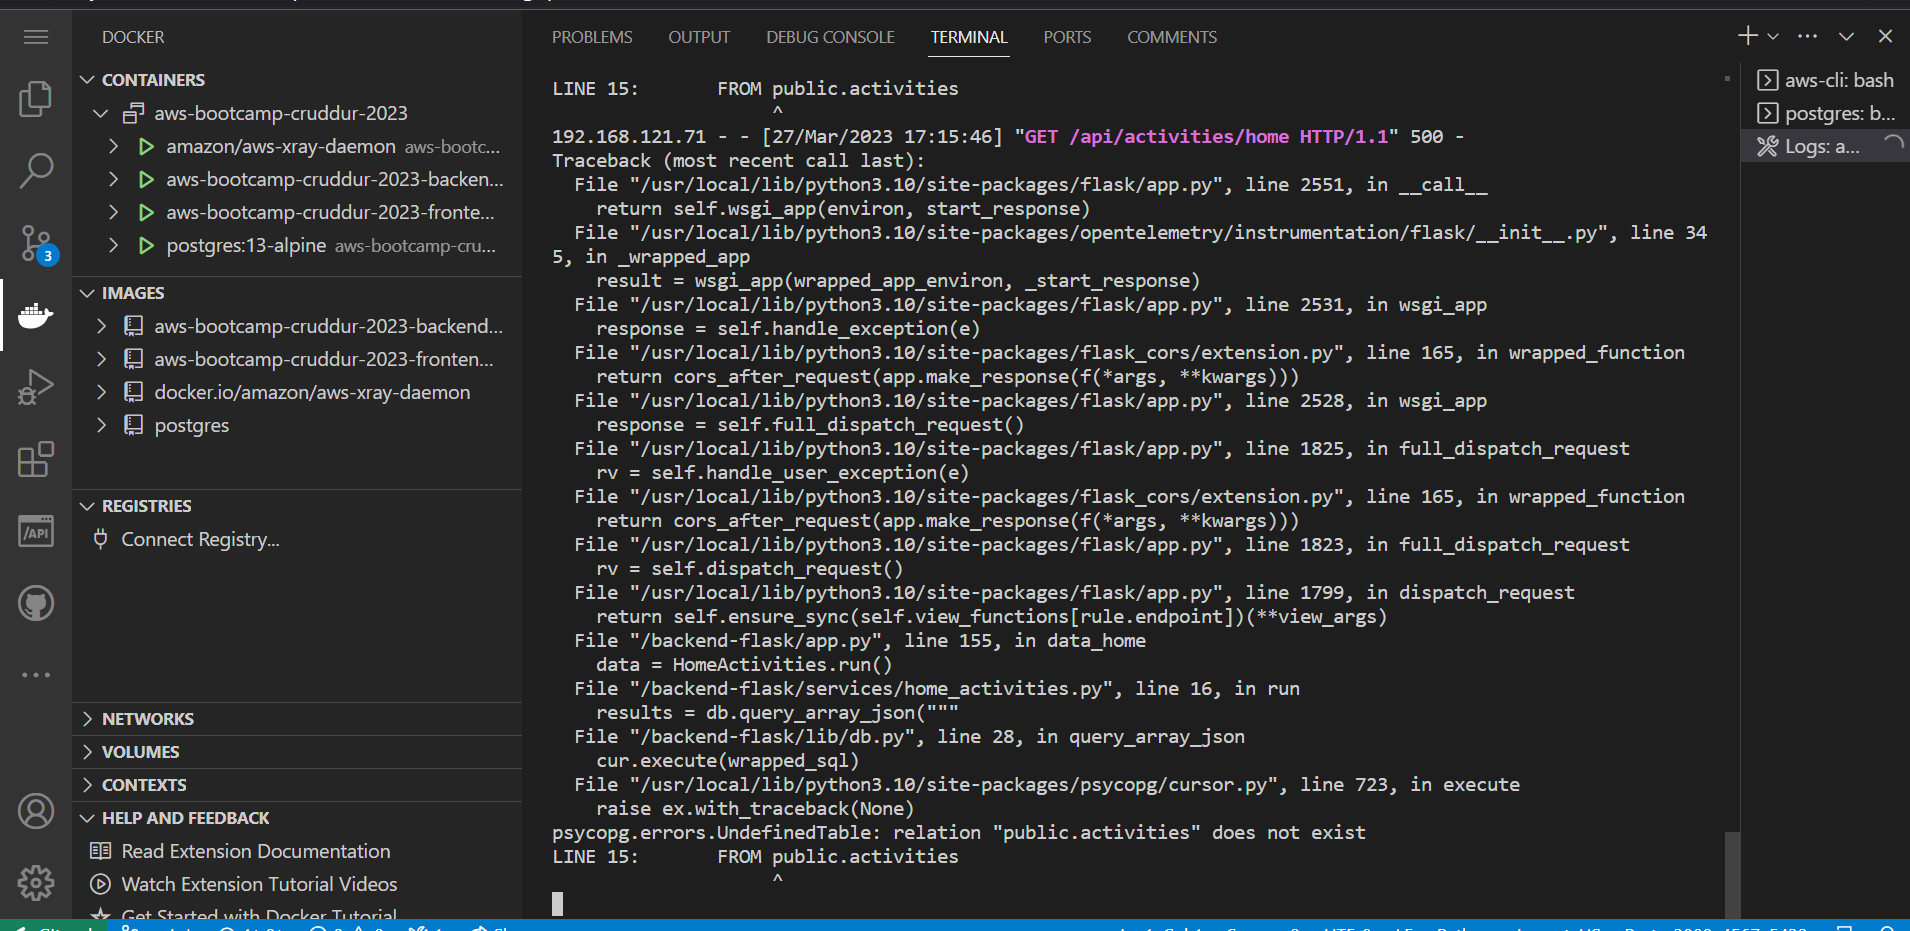 DOCKER
CONTAINERS
aws-bootcamp-cruddur-2023
amazon/aws-xray-daemon aws-bootc...
aws-bootcamp-cruddur-2023-backen...
aws-bootcamp-cruddur-2023-fronte...
postgres:13-alpine aws-bootcamp-cru...
IMAGES
aws-bootcamp-cruddur-2023-backend...
aws-bootcamp-cruddur-2023-fronten...
docker.io/amazon/aws-xray-daemon
postgres
REGISTRIES
Connect Registry...
NETWORKS
VOLUMES
CONTEXTS
HELP AND FEEDBACK
Read Extension Documentation
Watch Extension Tutorial Videos
Get Started with Docker Tutorial
3
/API
PROBLEMS OUTPUT DEBUG CONSOLE TERMINAL PORTS COMMENTS
LINE 15:       FROM public.activities
^
192.168.121.71 - - [27/Mar/2023 17:15:46] "GET /api/activities/home HTTP/1.1" 500 -
Traceback (most recent call last):
File "/usr/local/lib/python3.10/site-packages/flask/app.py", line 2551, in __call__
return self.wsgi_app(environ, start_response)
File "/usr/local/lib/python3.10/site-packages/opentelemetry/instrumentation/flask/__init__.py", line 34
5, in _wrapped_app
result = wsgi_app(wrapped_app_environ, _start_response)
File "/usr/local/lib/python3.10/site-packages/flask/app.py", line 2531, in wsgi_app
response = self.handle_exception(e)
File "/usr/local/lib/python3.10/site-packages/flask_cors/extension.py", line 165, in wrapped_function
return cors_after_request(app.make_response(f(*args, **kwargs)))
File "/usr/local/lib/python3.10/site-packages/flask/app.py", line 2528, in wsgi_app
response = self.full_dispatch_request()
File "/usr/local/lib/python3.10/site-packages/flask/app.py", line 1825, in full_dispatch_request
rv = self.handle_user_exception(e)
File "/usr/local/lib/python3.10/site-packages/flask_cors/extension.py", line 165, in wrapped_function
return cors_after_request(app.make_response(f(*args, **kwargs)))
File "/usr/local/lib/python3.10/site-packages/flask/app.py", line 1823, in full_dispatch_request
rv = self.dispatch_request()
File "/usr/local/lib/python3.10/site-packages/flask/app.py", line 1799, in dispatch_request
return self.ensure_sync(self.view_functions[rule.endpoint])(**view_args)
File "/backend-flask/app.py", line 155, in data_home
data = HomeActivities.run()
File "/backend-flask/services/home_activities.py", line 16, in run
results = db.query_array_json("""
File "/backend-flask/lib/db.py", line 28, in query_array_json
cur.execute(wrapped_sql)
File "/usr/local/lib/python3.10/site-packages/psycopg/cursor.py", line 723, in execute
raise ex.with_traceback(None)
psycopg.errors.UndefinedTable: relation "public.activities" does not exist
LINE 15:       FROM public.activities
^
aws-cli: bash
postgres: b...
Logs: a...